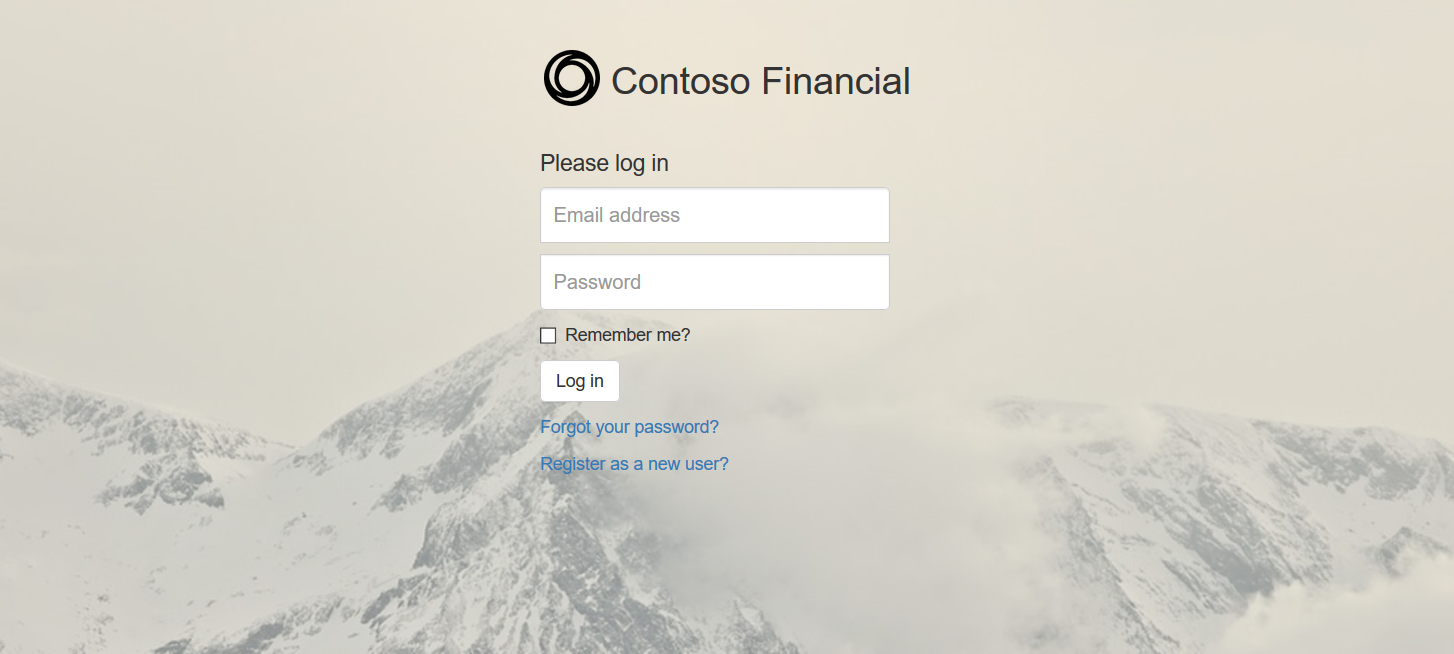 Contoso Financial
Please log in
Email address
Password
Remember me?
Log in
Forgot your password?
Register as a new user?